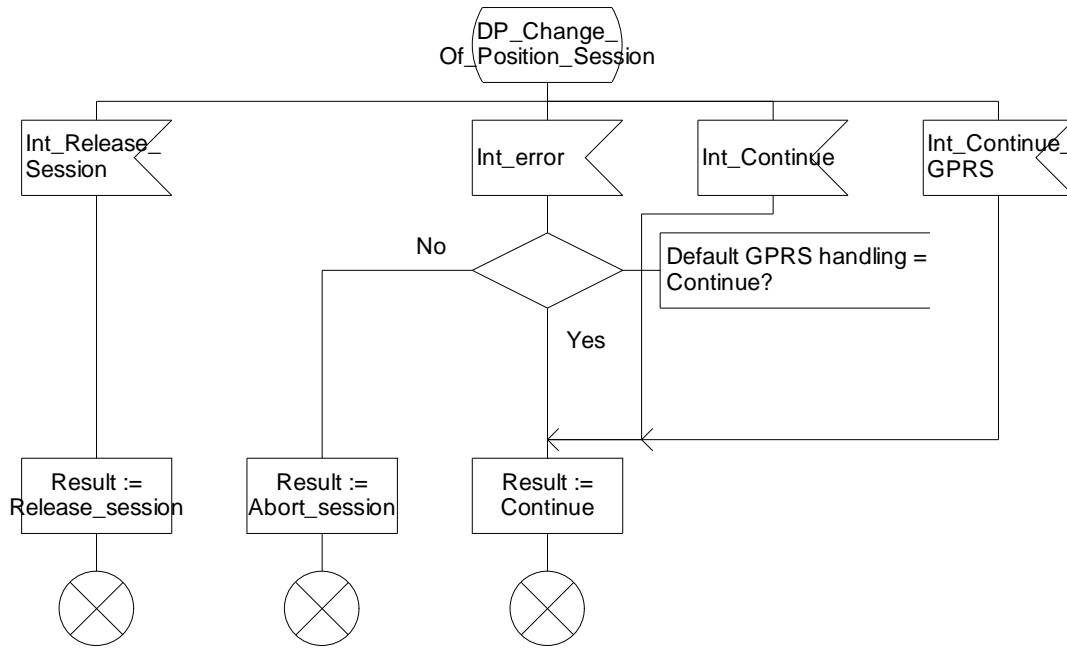 DP_Change_
Of_Position_Session
Int_Release_
Session
Int_error
Int_Continue
Int_Continue_
GPRS
No
Default GPRS handling =
Continue?
Yes
Result :=
Release_session
Result :=
Abort_session
Result :=
Continue